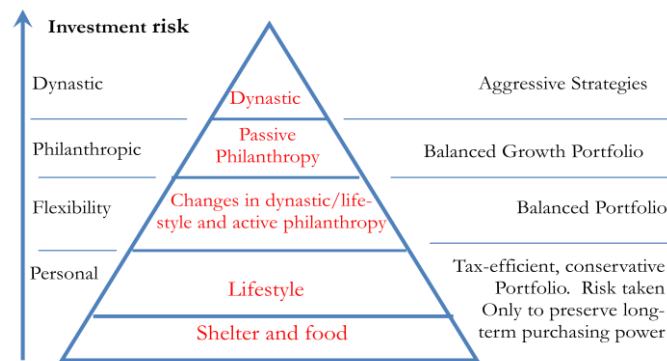 Investment risk
Dynastic
Dynastic
Aggressive Strategies
Philanthropic
Passive
Philanthropy
Balanced Growth Portfolio
Flexibility
Changes in dynastic/life-
style and active philanthropy
Balanced Portfolio
Personal
Lifestyle
Shelter and food
Tax-efficient, conservative
Portfolio. Risk taken
Only to preserve long-
term purchasing power